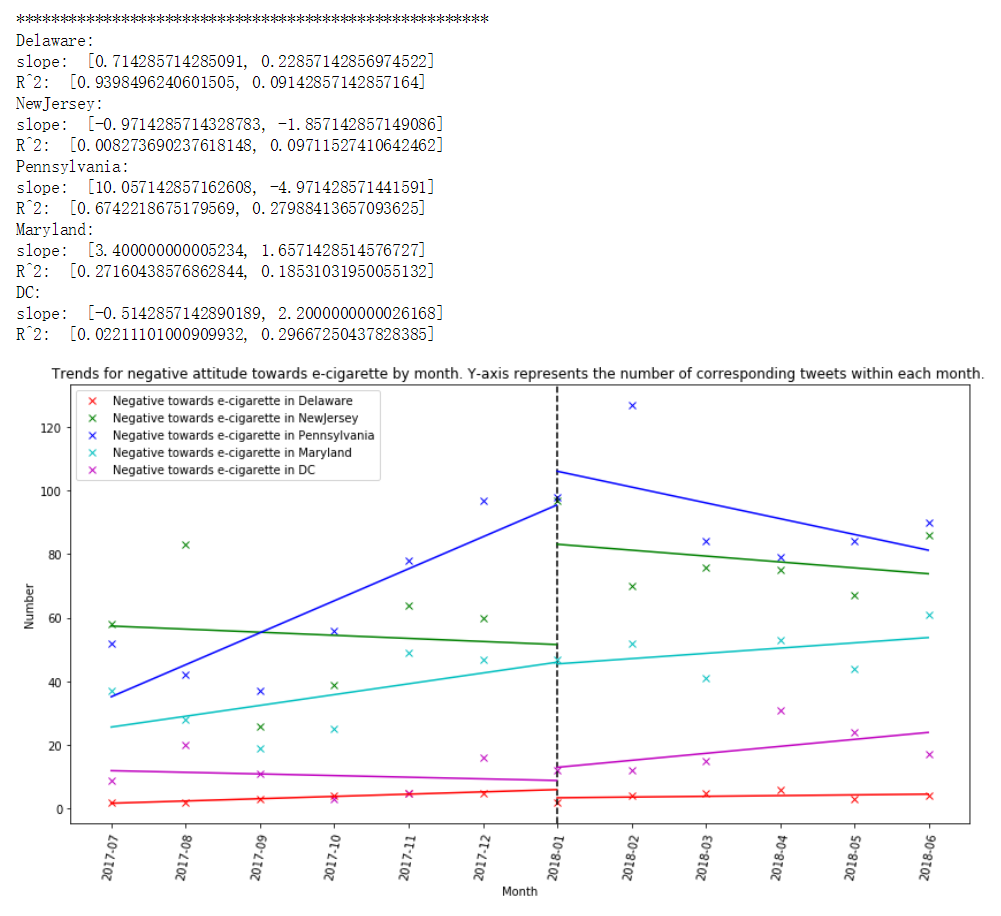 ******************************************************
Delaware:
slope:  [0.714285714285091, 0.22857142856974522]
R^2:  [0.9398496240601505, 0.09142857142857164]
NewJersey:
slope:  [-0.9714285714328783, -1.857142857149086]
R^2:  [0.008273690237618148, 0.09711527410642462]
Pennsylvania:
slope:  [10.057142857162608, -4.971428571441591]
R^2:  [0.6742218675179569, 0.27988413657093625]
Maryland:
slope:  [3.400000000005234, 1.6571428514576727]
R^2:  [0.27160438576862844, 0.18531031950055132]
DC:
slope:  [-0.5142857142890189, 2.2000000000026168]
R^2:  [0.02211101000909932, 0.29667250437828385]
Trends for negative attitude towards e-cigarette by month. Y-axis represents the number of corresponding tweets within each month.
Negative towards e-cigarette in Delaware
Negative towards e-cigarette in NewJersey
Negative towards e-cigarette in Pennsylvania
Negative towards e-cigarette in Maryland
Negative towards e-cigarette in DC
120
100
80
60
40
20
0
Number
2017-07
2017-08
2017-09
2017-10
2017-11
2017-12
2018-01
2018-02
2018-03
2018-04
2018-05
2018-06
Month